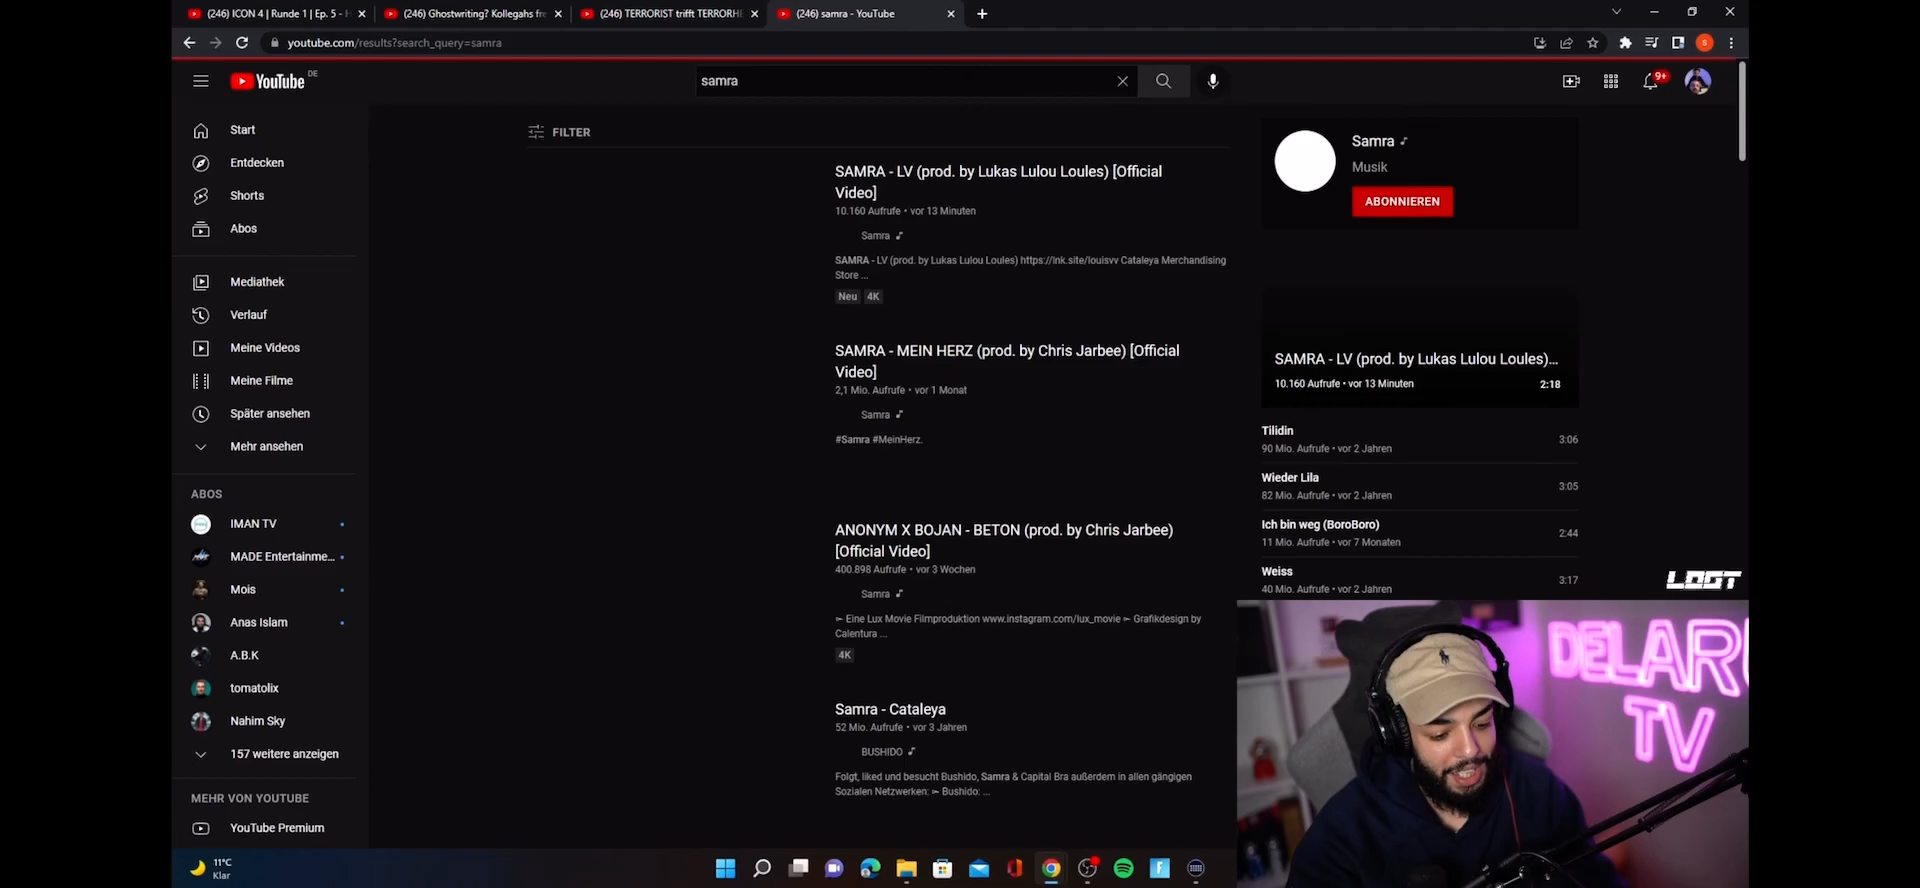 (246) ICON 4 | Runde 1 | Ep. 5 -
(246) Ghostwriting? Kollegahs fre
(246) TERRORIST trifft TERRORHE
(246) samra - YouTube
youtube.com/results?search_query=samra
S
YouTube DE
samra
9+
Start
Entdecken
Shorts
Abos
Mediathek
Verlauf
Meine Videos
Meine Filme
Später ansehen
Mehr ansehen
ABOS
IMAN TV
MADE Entertainme...
Mois
Anas Islam
A.B.K
tomatolix
Nahim Sky
157 weitere anzeigen
MEHR VON YOUTUBE
YouTube Premium
FILTER
SAMRA - LV (prod. by Lukas Lulou Loules) [Official
Video]
10.160 Aufrufe • vor 13 Minuten
Samra
SAMRA - LV (prod. by Lukas Lulou Loules) https://lnk.site/louisvv Cataleya Merchandising
Store ...
Neu 4K
SAMRA - MEIN HERZ (prod. by Chris Jarbee) [Official
Video]
2,1 Mio. Aufrufe • vor 1 Monat
Samra
#Samra #MeinHerz.
ANONYM X BOJAN - BETON (prod. by Chris Jarbee)
[Official Video]
400.898 Aufrufe • vor 3 Wochen
Samra
► Eine Lux Movie Filmproduktion www.instagram.com/lux_movie ► Grafikdesign by
Calentura ...
4K
Samra - Cataleya
52 Mio. Aufrufe • vor 3 Jahren
BUSHIDO
Folgt, liked und besucht Bushido, Samra & Capital Bra außerdem in allen gängigen
Sozialen Netzwerken: ► Bushido: ...
Samra
Musik
ABONNIEREN
SAMRA - LV (prod. by Lukas Lulou Loules)...
10.160 Aufrufe • vor 13 Minuten 2:18
Tilidin
90 Mio. Aufrufe • vor 2 Jahren
3:06
Wieder Lila
82 Mio. Aufrufe • vor 2 Jahren
3:05
Ich bin weg (BoroBoro)
11 Mio. Aufrufe • vor 7 Monaten
2:44
Weiss
40 Mio. Aufrufe • vor 2 Jahren
3:17
DELARU
TV
11°C
Klar